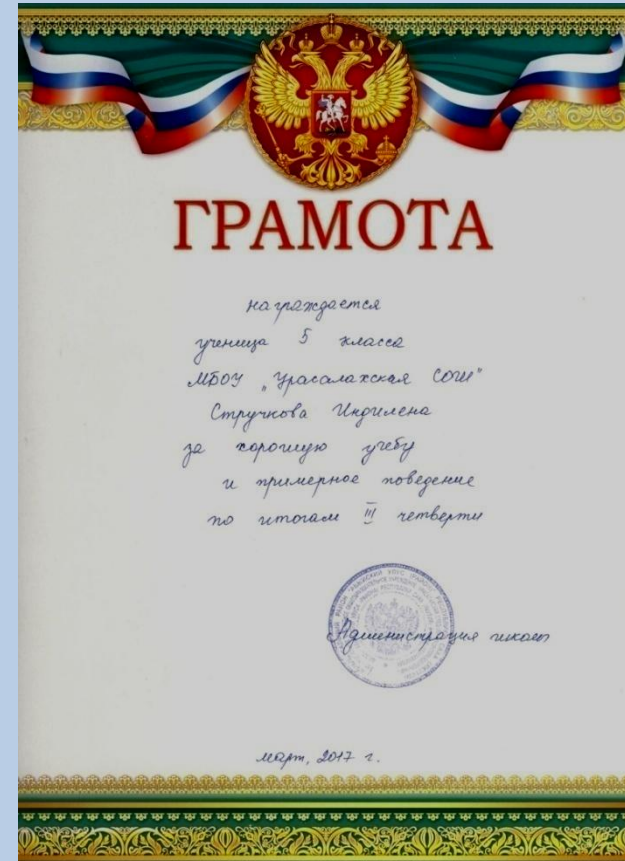 ГРАМОТА
награждается
ученица 5 класса
МБОУ „Урасалахская СОШ"
Стручкова Индилена
за хорошую учебу
и примерное поведение
по итогам III четверти
Администрация школы
март, 2017 г.